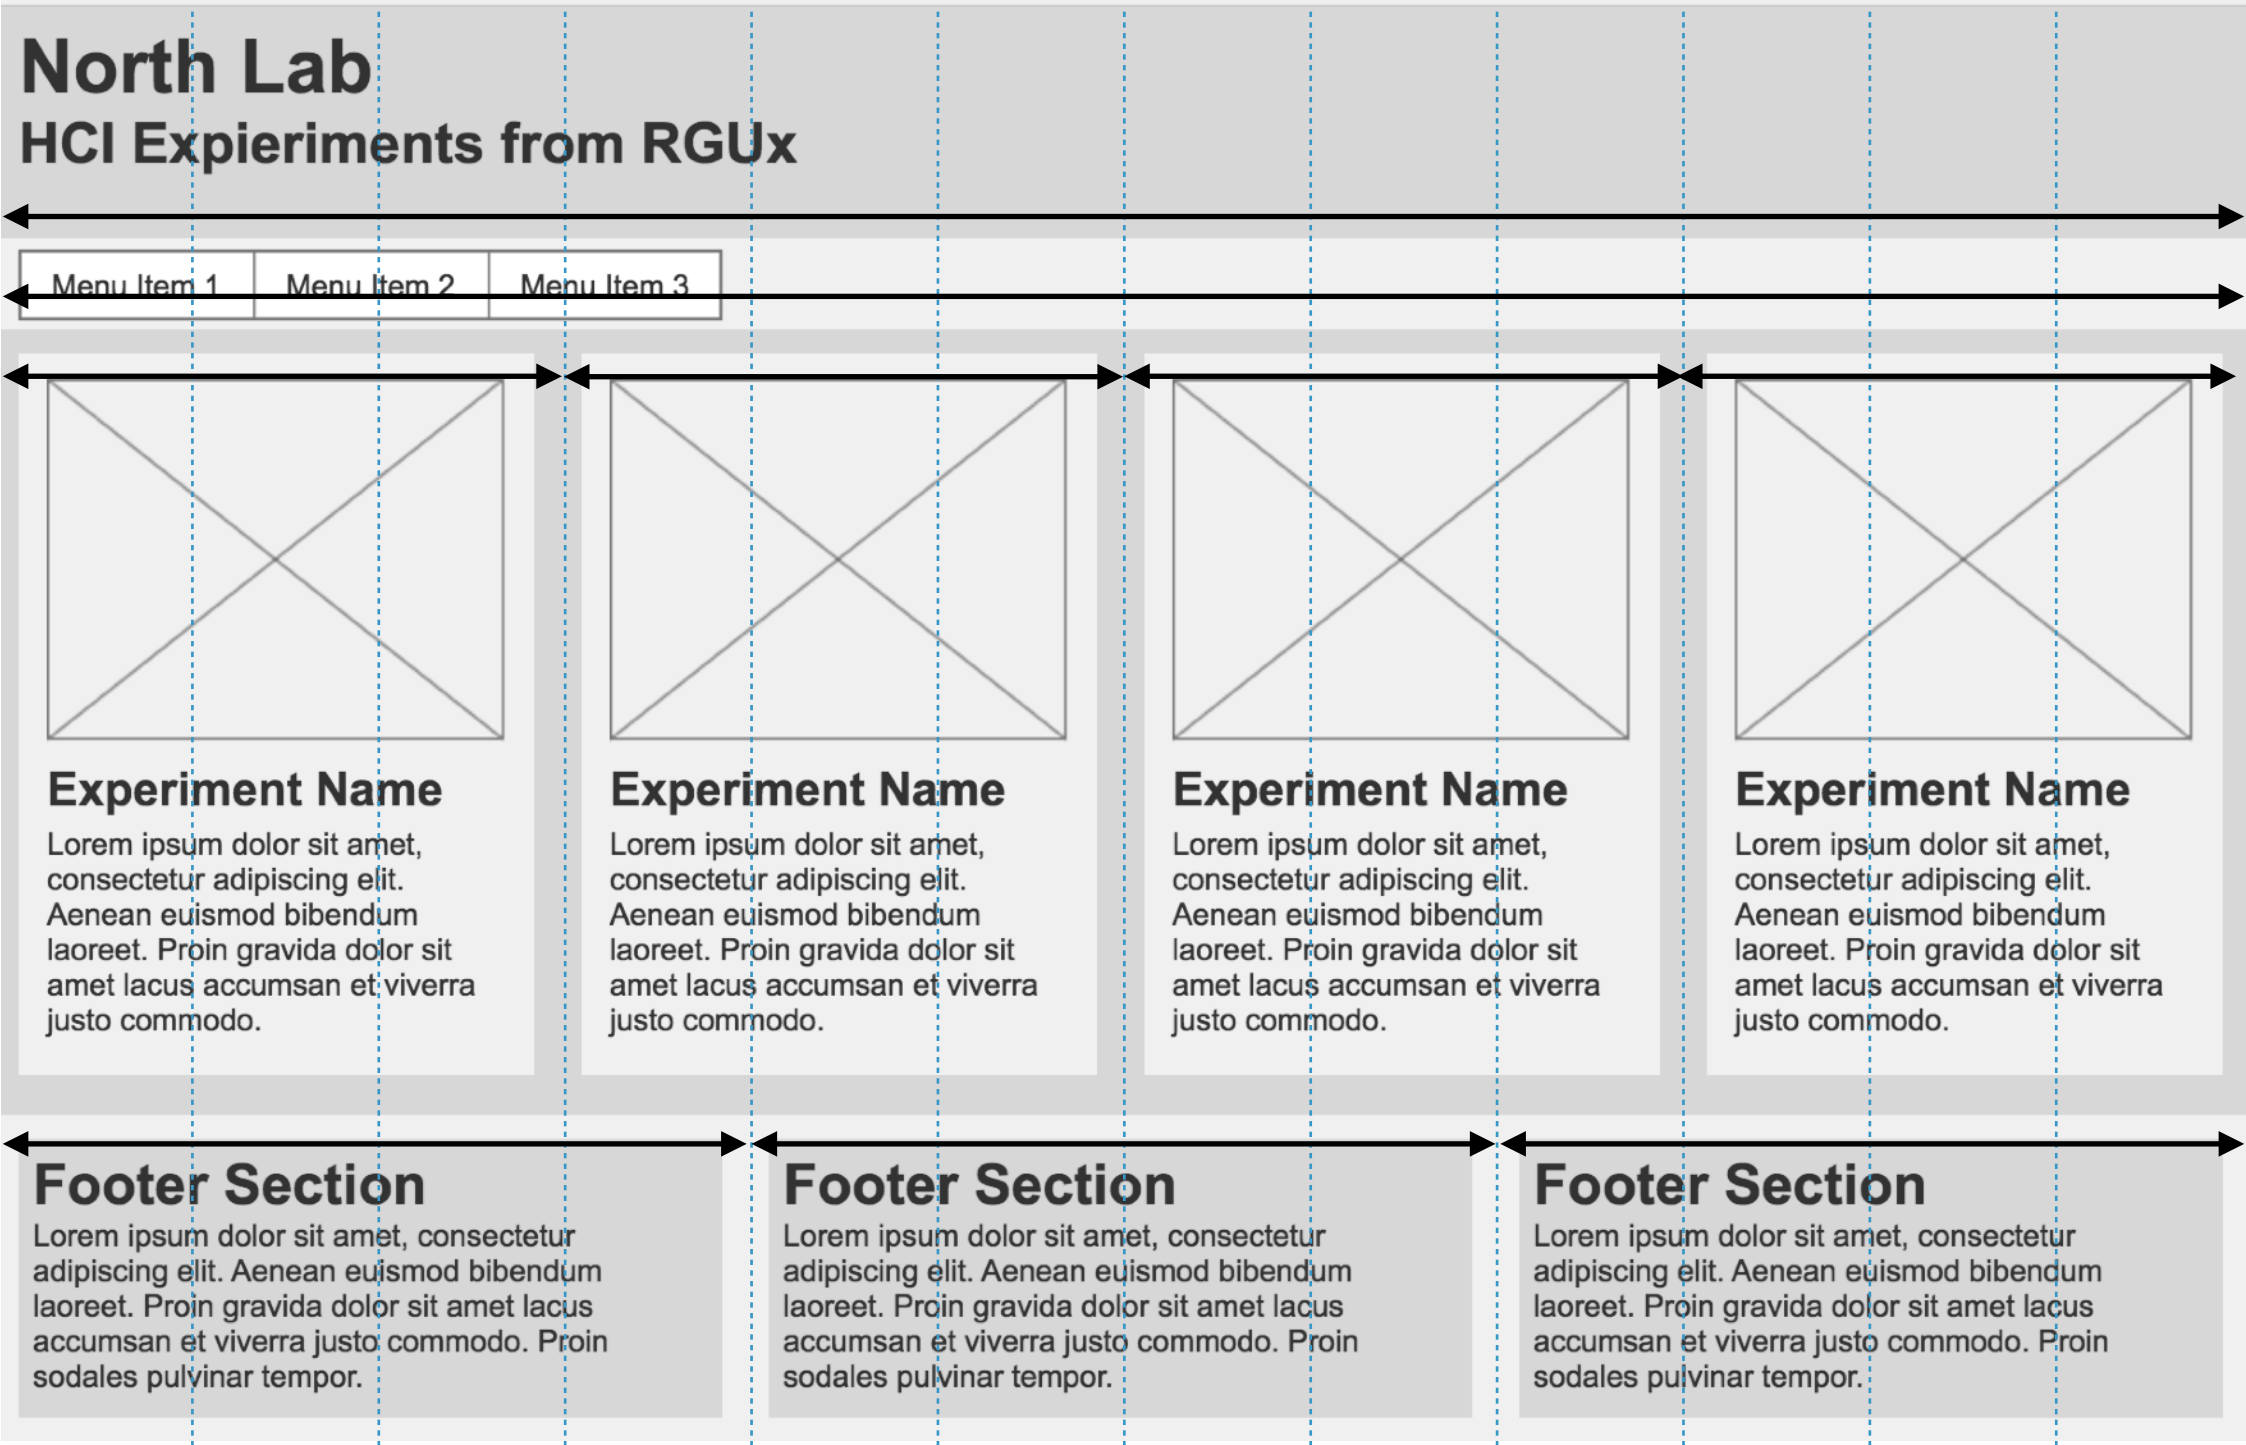 North Lab
HCI Expieriments from RGUx
Menu Item 1
Menu Item 2
Menu Item 3
Experiment Name
Lorem ipsum dolor sit amet,
consectetur adipiscing elit.
Aenean euismod bibendum
laoreet. Proin gravida dolor sit
amet lacus accumsan et viverra
justo commodo.
Experiment Name
Lorem ipsum dolor sit amet,
consectetur adipiscing elit.
Aenean euismod bibendum
laoreet. Proin gravida dolor sit
amet lacus accumsan et viverra
justo commodo.
Experiment Name
Lorem ipsum dolor sit amet,
consectetur adipiscing elit.
Aenean euismod bibendum
laoreet. Proin gravida dolor sit
amet lacus accumsan et viverra
justo commodo.
Experiment Name
Lorem ipsum dolor sit amet,
consectetur adipiscing elit.
Aenean euismod bibendum
laoreet. Proin gravida dolor sit
amet lacus accumsan et viverra
justo commodo.
Footer Section
Lorem ipsum dolor sit amet, consectetur
adipiscing elit. Aenean euismod bibendum
laoreet. Proin gravida dolor sit amet lacus
accumsan et viverra justo commodo. Proin
sodales pulvinar tempor.
Footer Section
Lorem ipsum dolor sit amet, consectetur
adipiscing elit. Aenean euismod bibendum
laoreet. Proin gravida dolor sit amet lacus
accumsan et viverra justo commodo. Proin
sodales pulvinar tempor.
Footer Section
Lorem ipsum dolor sit amet, consectetur
adipiscing elit. Aenean euismod bibendum
laoreet. Proin gravida dolor sit amet lacus
accumsan et viverra justo commodo. Proin
sodales pulvinar tempor.